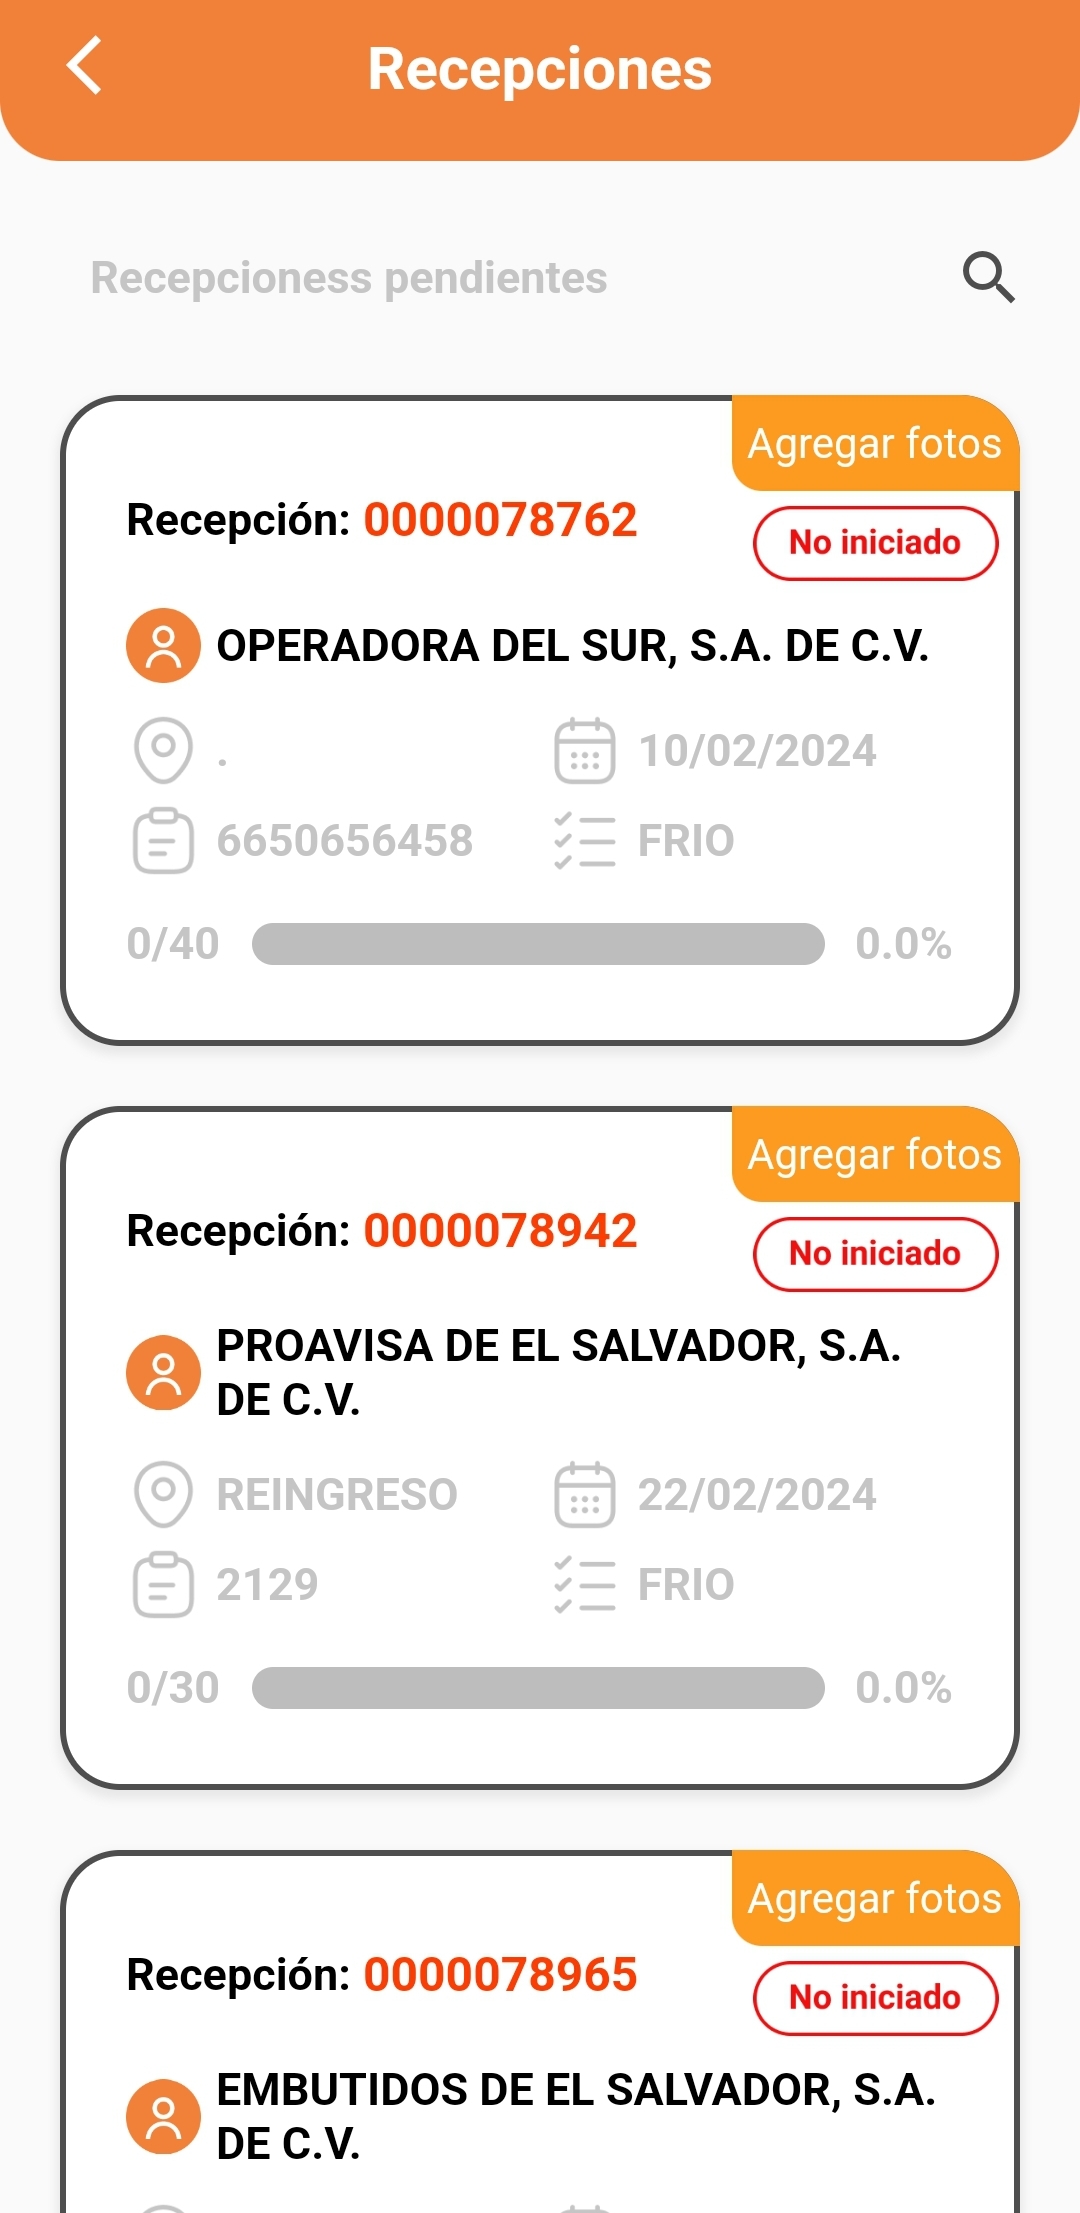 Recepciones
Recepcioness pendientes
Agregar fotos
Recepción: 0000078762
No iniciado
OPERADORA DEL SUR, S.A. DE C.V.
. 10/02/2024
6650656458 FRIO
0/40 0.0%
Agregar fotos
Recepción: 0000078942
No iniciado
PROAVISA DE EL SALVADOR, S.A.
DE C.V.
REINGRESO 22/02/2024
2129 FRIO
0/30 0.0%
Agregar fotos
Recepción: 0000078965
No iniciado
EMBUTIDOS DE EL SALVADOR, S.A.
DE C.V.